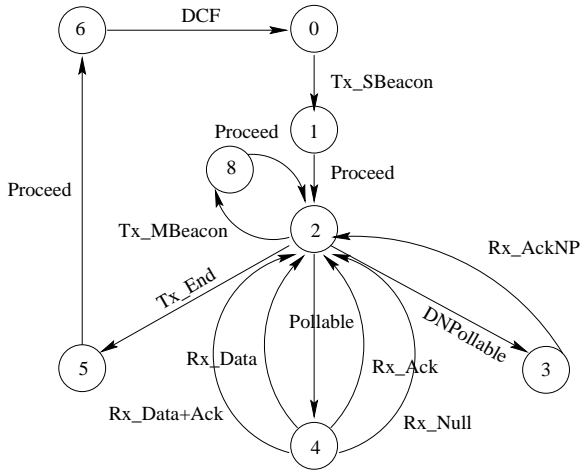 DCF
6
0
Tx_SBeacon
1
Proceed
Proceed
8
Proceed
Tx_MBeacon
2
Rx_AckNP
Tx_End
Pollable
DNPollable
Rx_Data
Rx_Ack
5
3
Rx_Data+Ack
Rx_Null
4